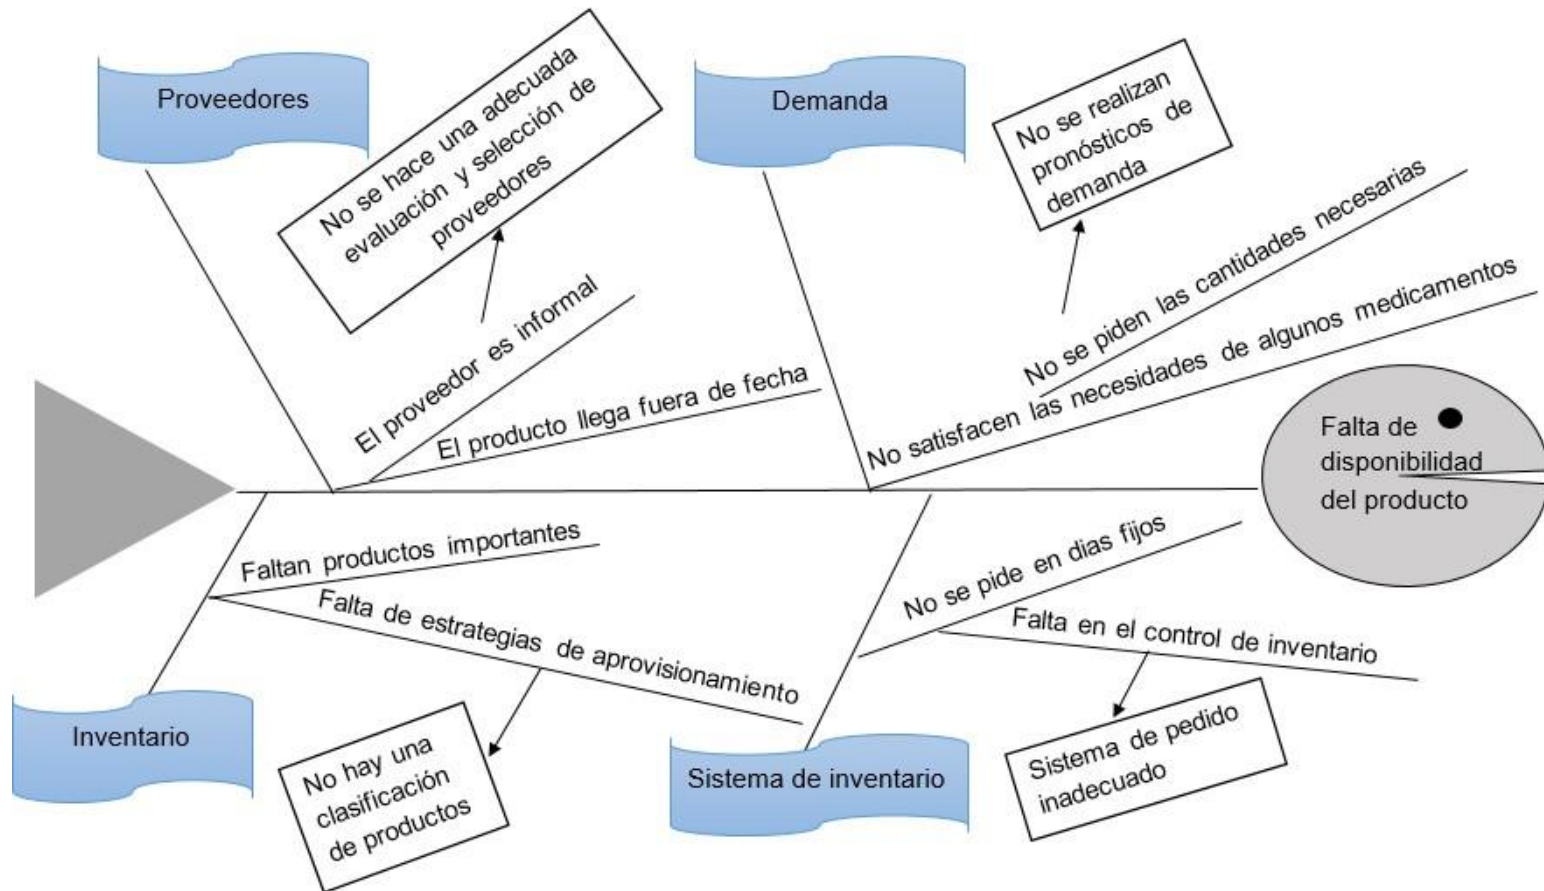 Proveedores
No se hace una adecuada
evaluación y selección de
proveedores
El proveedor es informal
El producto llega fuera de fecha
Demanda
No se realizan
pronósticos de
demanda
No se piden las cantidades necesarias
No satisfacen las necesidades de algunos medicamentos
Falta de
disponibilidad
del producto
Faltan productos importantes
Falta de estrategias de aprovisionamiento
Inventario
No hay una
clasificación
de productos
No se pide en dias fijos
Falta en el control de inventario
Sistema de inventario
Sistema de pedido
inadecuado